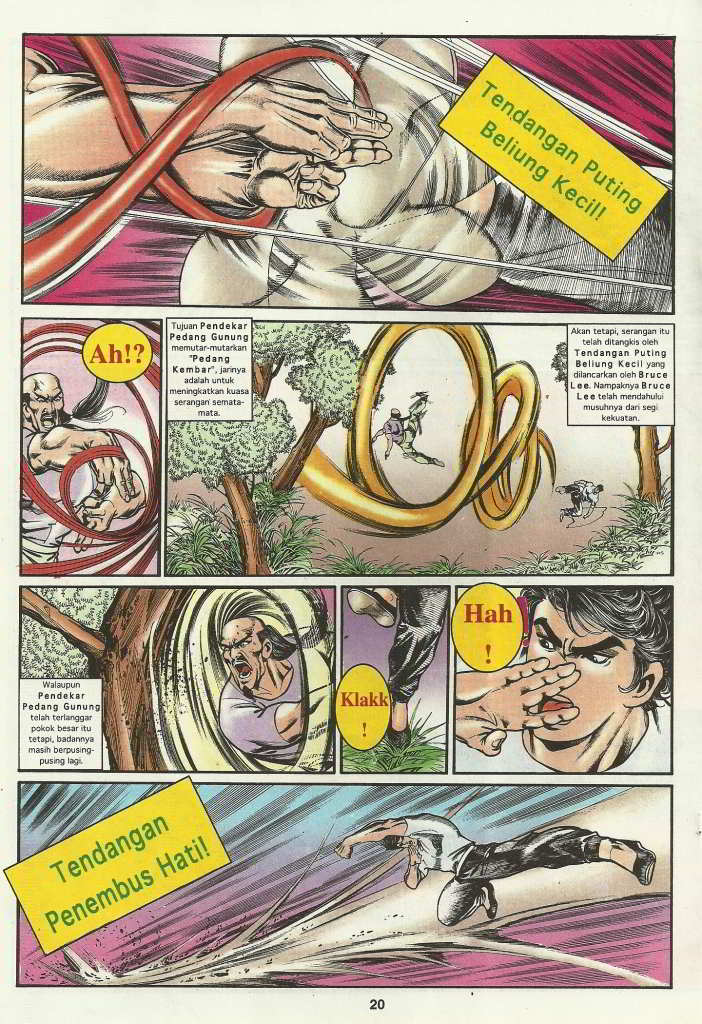 Tendangan Puting
Beliung Kecil!
Ah!?
Tujuan Pendekar
Pedang Gunung
memutar-mutarkan
"Pedang
Kembar", jarinya
adalah untuk
meningkatkan kuasa
serangan semata-
mata.
Akan tetapi, serangan itu
telah ditangkis oleh
Tendangan Puting
Beliung Kecil yang
dilancarkan oleh Bruce
Lee. Nampaknya Bruce
Lee telah mendahului
musuhnya dari segi
kekuatan.
Walaupun
Pendekar
Pedang Gunung
telah terlanggar
pokok besar itu
tetapi, badannya
masih berpusing-
pusing lagi.
Klakk
!
Hah
!
Tendangan
Penembus Hati!
20